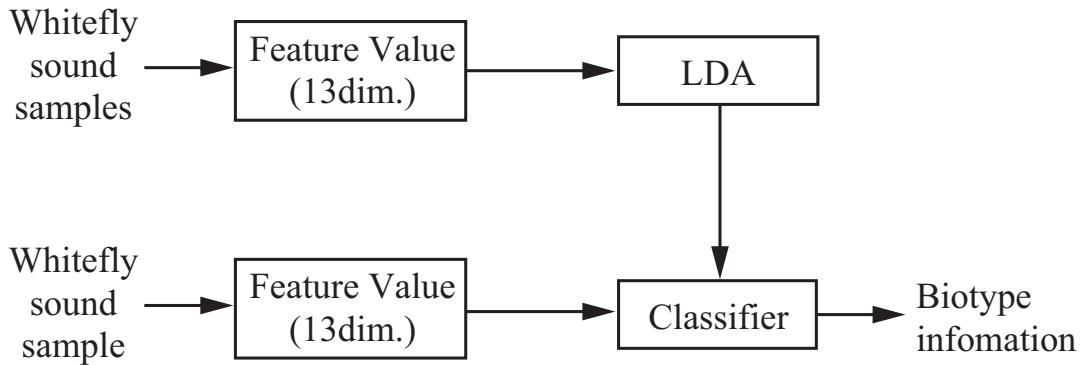 Whitefly
sound
samples
Feature Value
(13dim.)
LDA
Whitefly
sound
sample
Feature Value
(13dim.)
Classifier
Biotype
infomation